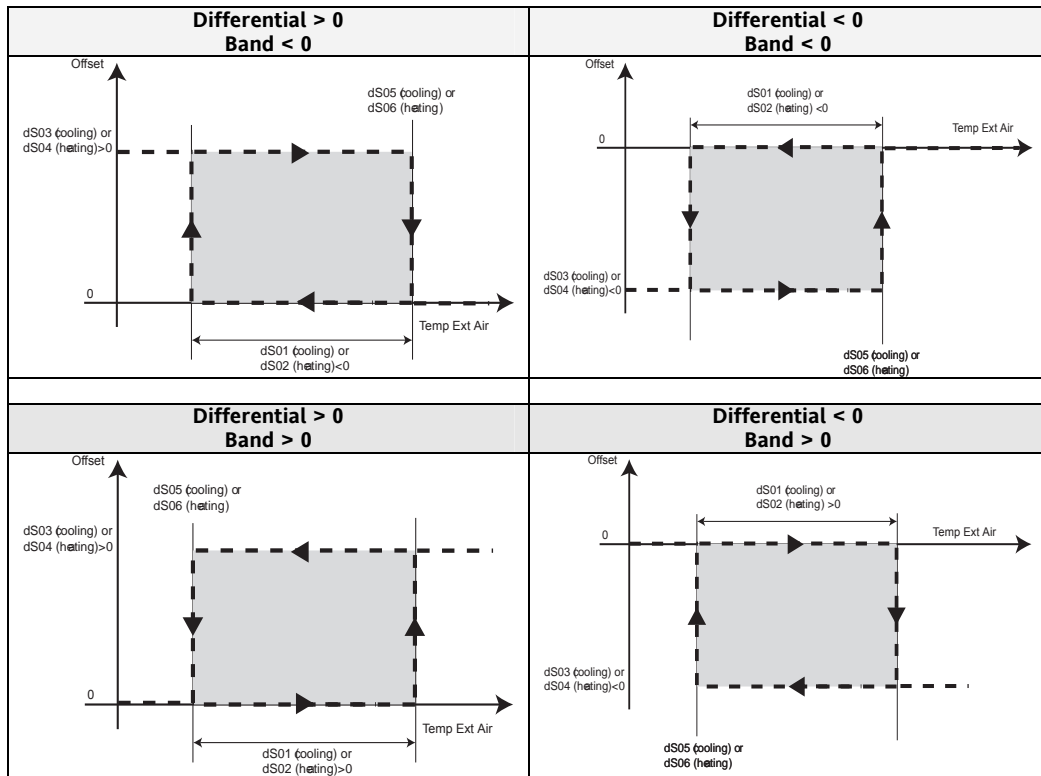 Differential > 0
Band < 0
Offset
dS05 (cooling) or
dS06 (heating)
dS03 (cooling) or
dS04 (heating)>0
0
Temp Ext Air
dS01 (cooling) or
dS02 (heating)<0
Differential < 0
Band < 0
Offset
dS01 (cooling) or
dS02 (heating) <0
Temp Ext Air
0
dS03 (cooling) or
dS04 (heating)<0
dS05 (cooling) or
dS06 (heating)
Differential > 0
Band > 0
Offset
dS05 (cooling) or
dS06 (heating)
dS03 (cooling) or
dS04 (heating)>0
0
Temp Ext Air
dS01 (cooling) or
dS02 (heating)>0
Differential < 0
Band > 0
Offset
dS01 (cooling) or
dS02 (heating) >0
0
Temp Ext Air
dS03 (cooling) or
dS04 (heating)<0
dS05 (cooling) or
dS06 (heating)